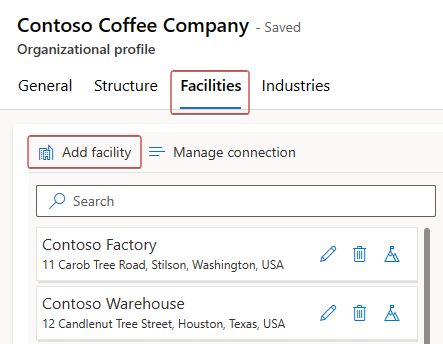 Contoso Coffee Company - Saved
Organizational profile
General Structure Facilities Industries
Add facility Manage connection
Search
Contoso Factory
11 Carob Tree Road, Stilson, Washington, USA
Contoso Warehouse
12 Candlenut Tree Street, Houston, Texas, USA